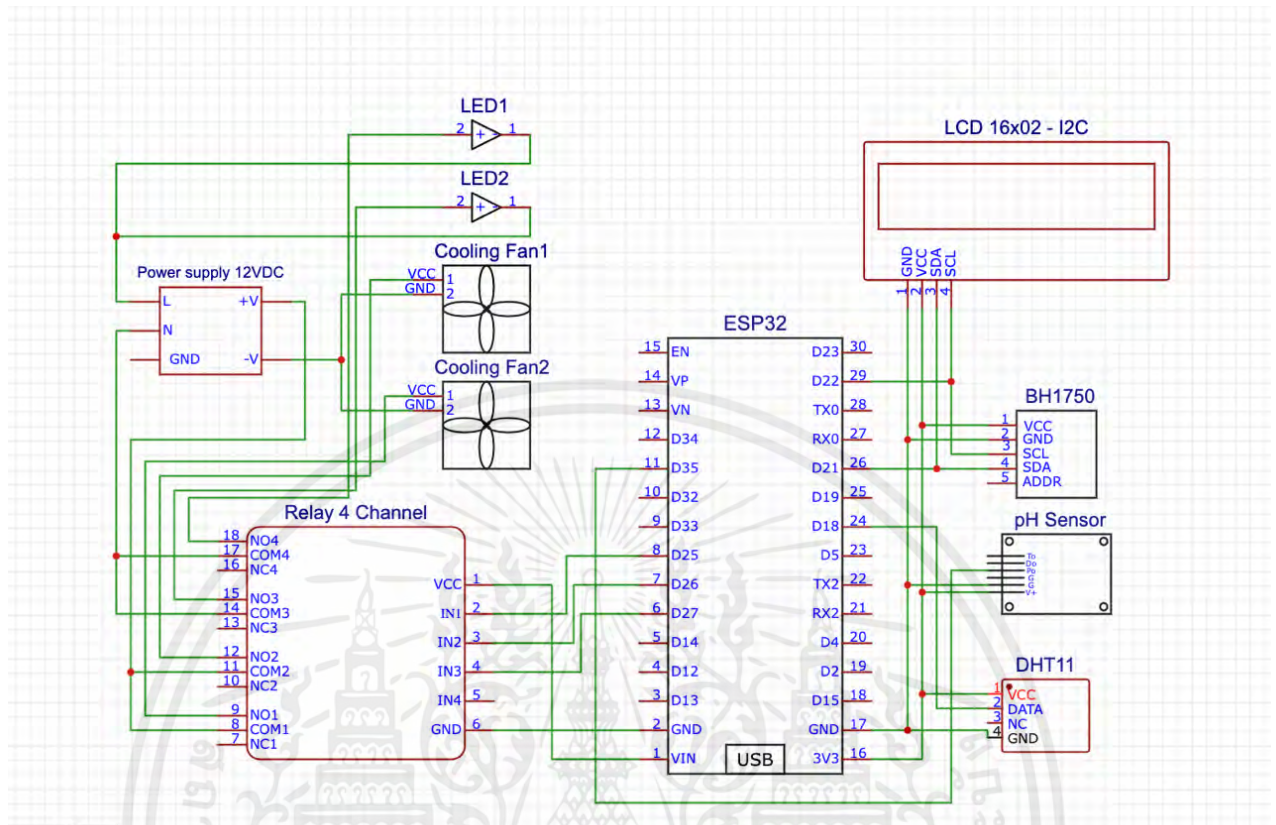 LED1
2 + 1
LED2
2 + 1
Cooling Fan1
VCC 1
GND 2
Cooling Fan2
VCC 1
GND 2
Power supply 12VDC
L +V
N
GND -V
LCD 16x02 - I2C
GND VCC SDA SCL
1 2 3 4
ESP32
15 EN D23 30
14 VP D22 29
13 VN TX0 28
12 D34 RX0 27
11 D35 D21 26
10 D32 D19 25
9 D33 D18 24
8 D25 D5 23
7 D26 TX2 22
6 D27 RX2 21
5 D14 D4 20
4 D12 D2 19
3 D13 D15 18
2 GND GND 17
1 VIN 3V3 16
USB
BH1750
1 VCC
2 GND
3 SCL
4 SDA
5 ADDR
pH Sensor
To
Do
Po
G
G
V+
DHT11
1 VCC
2 DATA
3 NC
4 GND
Relay 4 Channel
18 NO4
17 COM4
16 NC4
15 NO3
14 COM3
13 NC3
12 NO2
11 COM2
10 NC2
9 NO1
8 COM1
7 NC1
VCC 1
IN1 2
IN2 3
IN3 4
IN4 5
GND 6